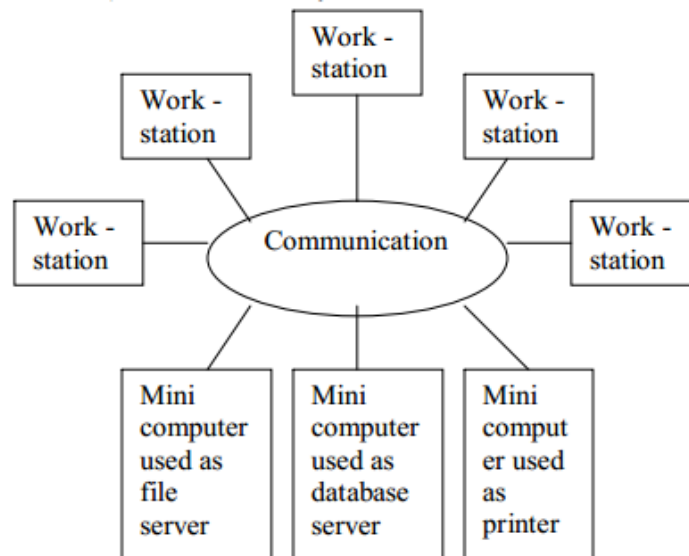 Work -
station
Work -
station
Work -
station
Work -
station
Work -
station
Communication
Mini
computer
used as
file
server
Mini
computer
used as
database
server
Mini
comput
er used
as
printer